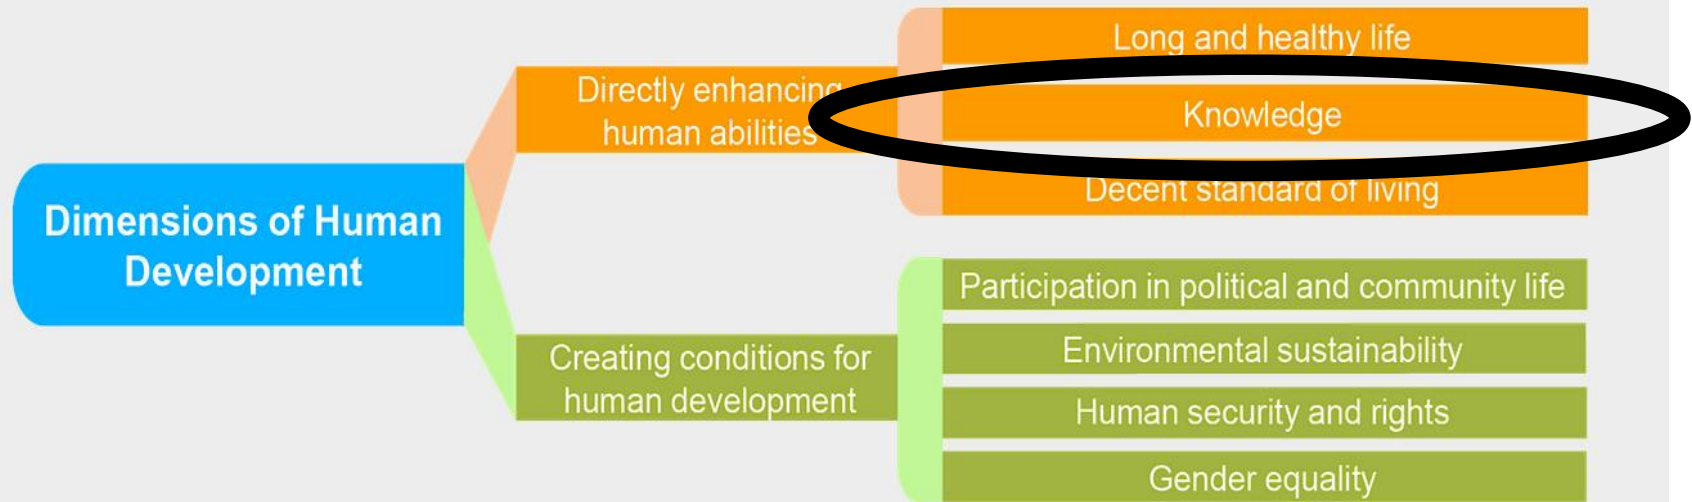 Dimensions of Human
Development
Directly enhancing
human abilities
Long and healthy life
Knowledge
Decent standard of living
Creating conditions for
human development
Participation in political and community life
Environmental sustainability
Human security and rights
Gender equality